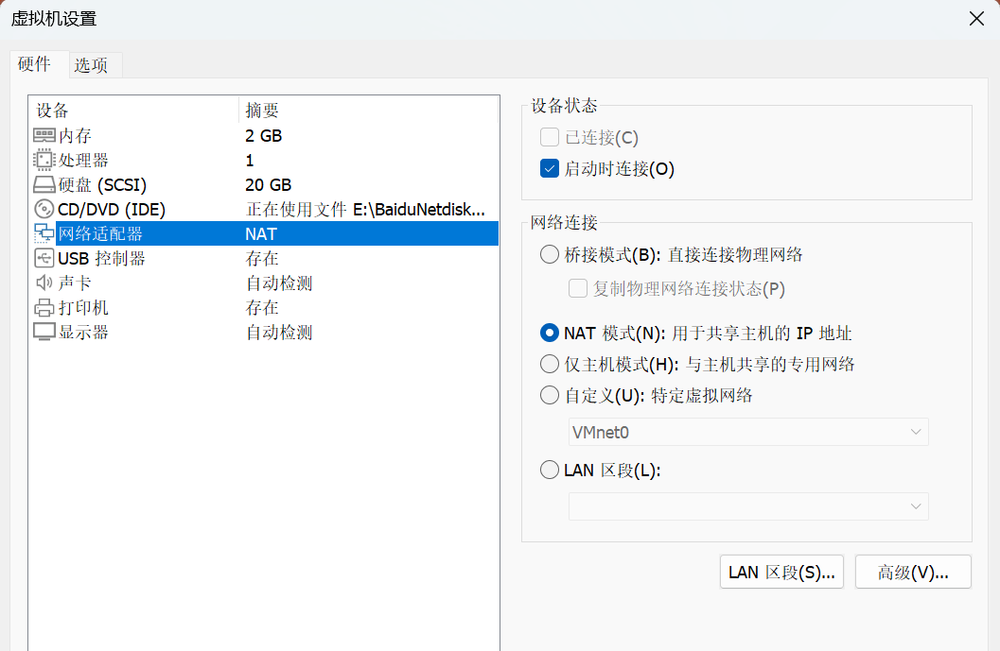 虚拟机设置
硬件 选项
设备 摘要
内存 2 GB
处理器 1
硬盘 (SCSI) 20 GB
CD/DVD (IDE) 正在使用文件 E:\BaiduNetdisk...
网络适配器 NAT
USB 控制器 存在
声卡 自动检测
打印机 存在
显示器 自动检测
设备状态
已连接(C)
启动时连接(O)
网络连接
桥接模式(B): 直接连接物理网络
复制物理网络连接状态(P)
NAT 模式(N): 用于共享主机的 IP 地址
仅主机模式(H): 与主机共享的专用网络
自定义(U): 特定虚拟网络
VMnet0
LAN 区段(L):
LAN 区段(S)... 高级(V)...